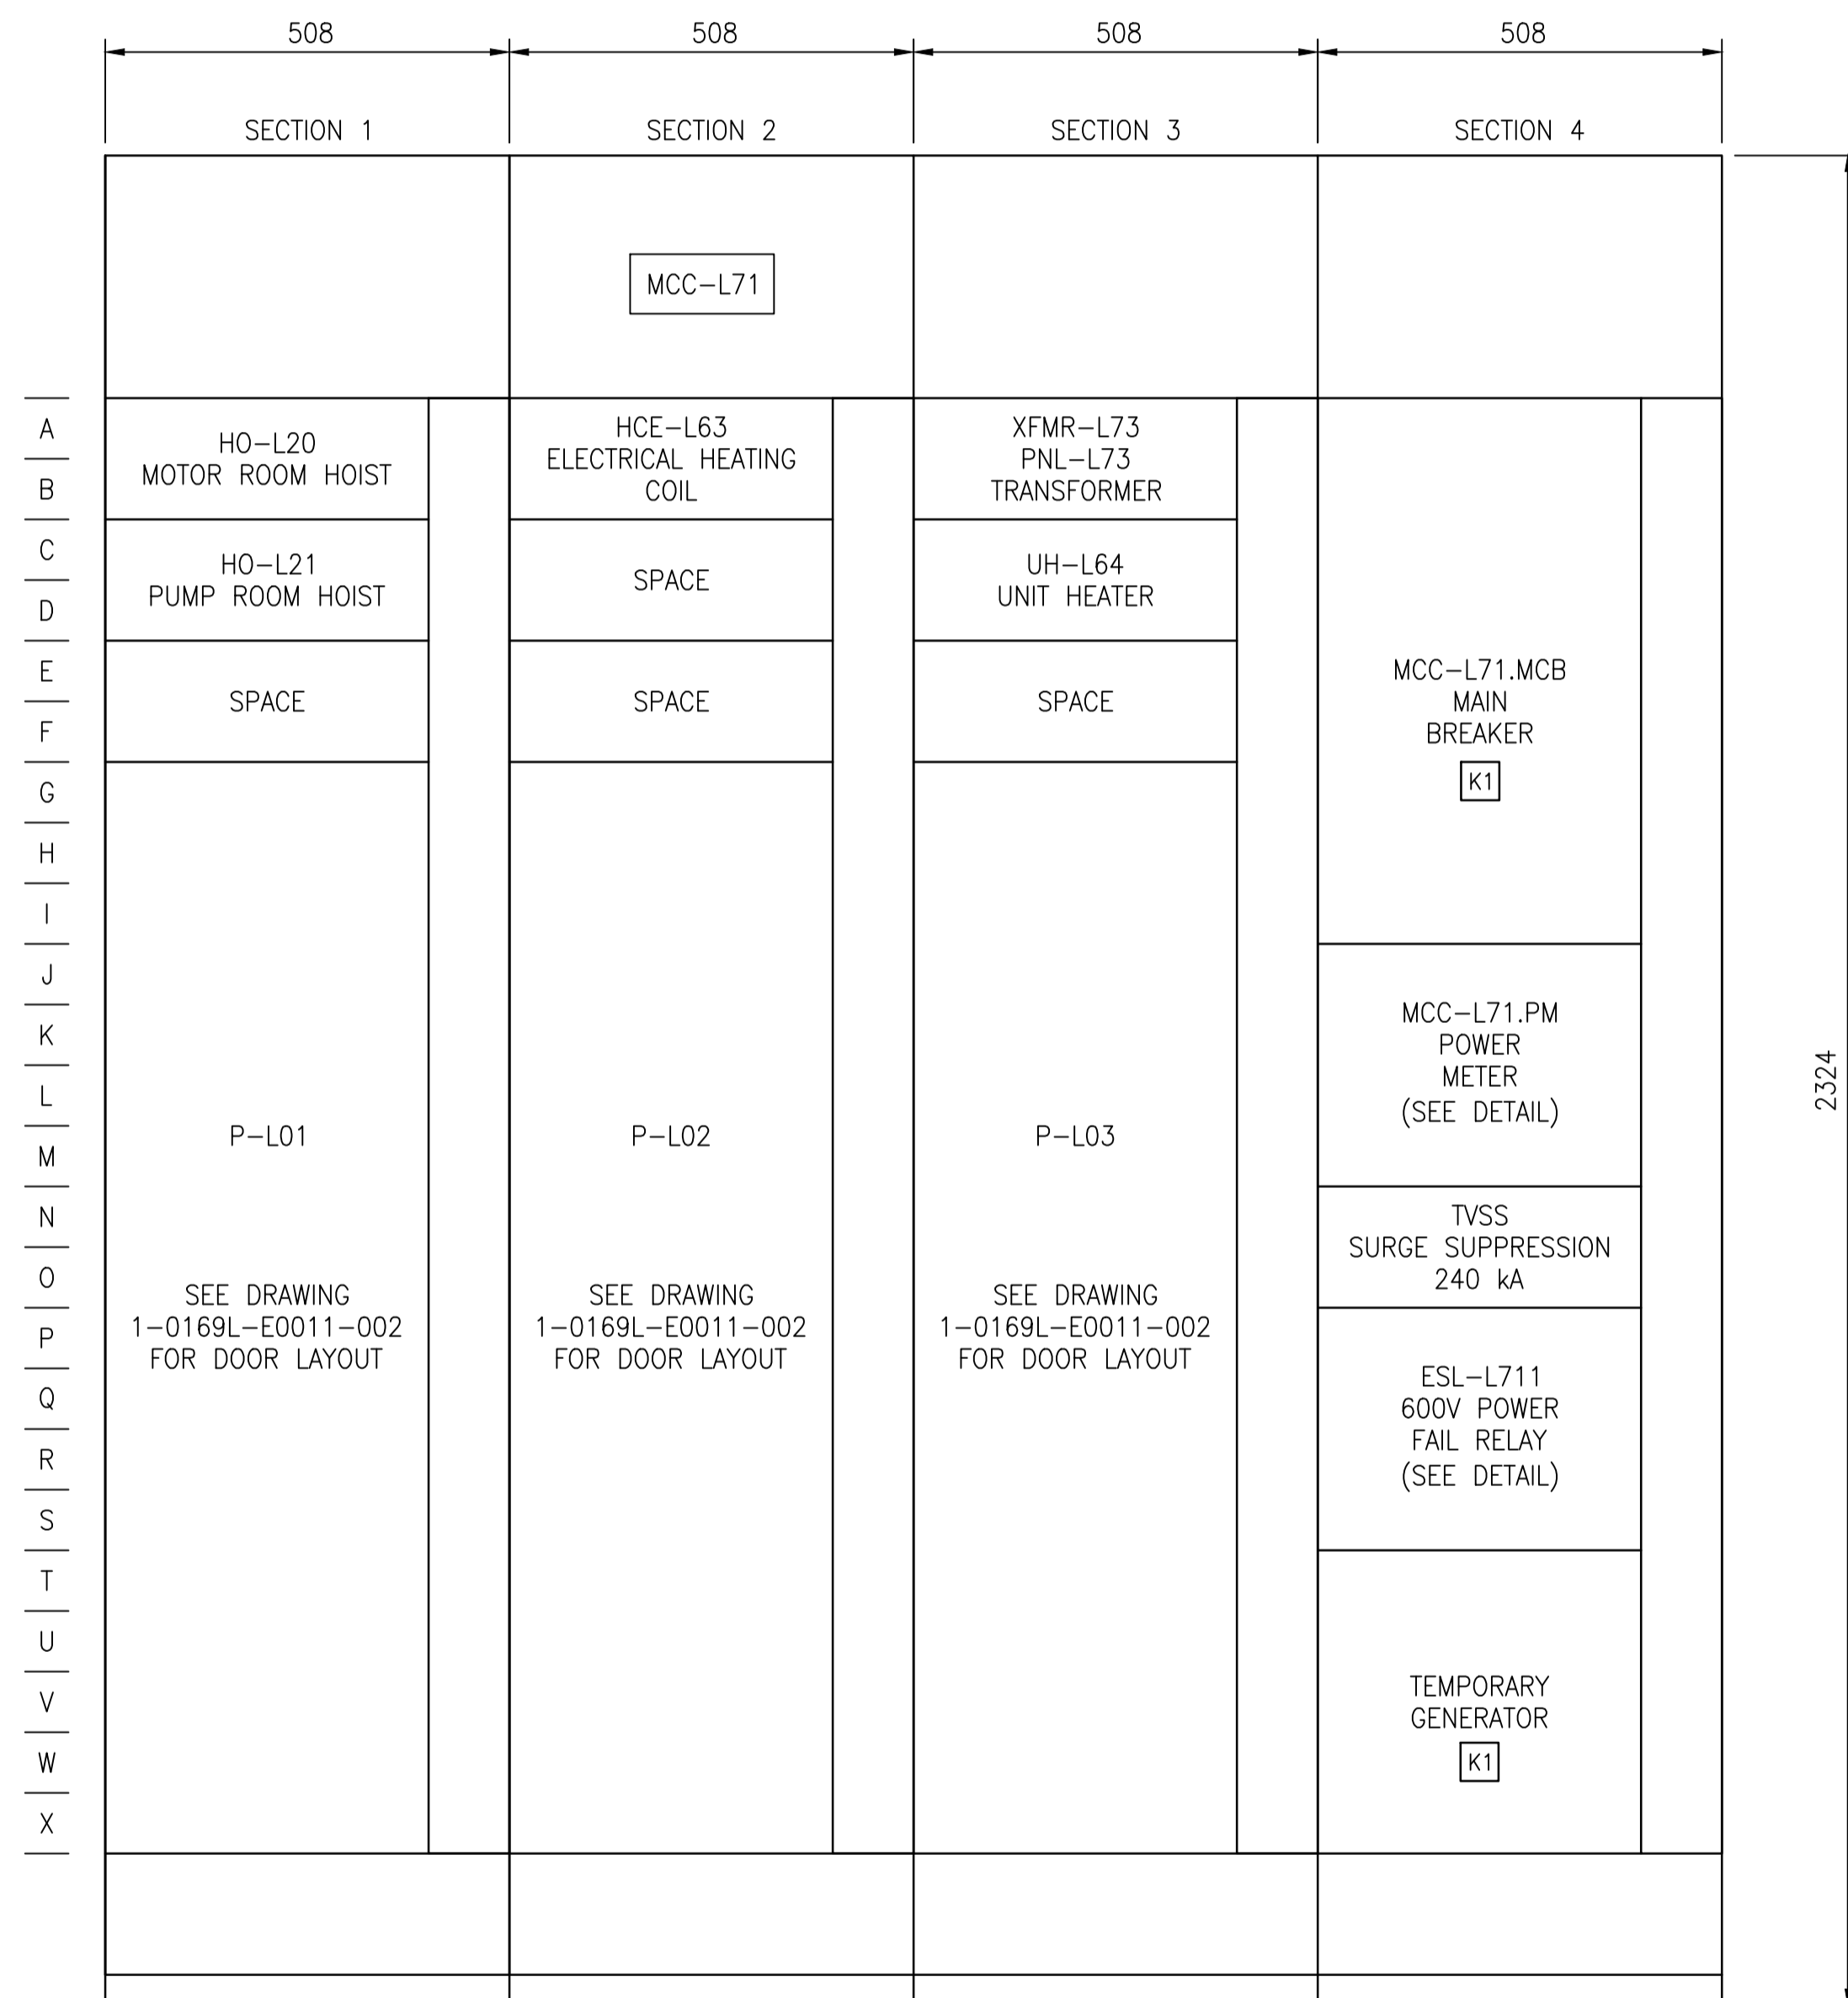 508 508 508 508
SECTION 1 SECTION 2 SECTION 3 SECTION 4
MCC-L71
A
B
C
D
E
F
G
H
I
J
K
L
M
N
O
P
Q
R
S
T
U
V
W
X
HO-L20
MOTOR ROOM HOIST
HO-L21
PUMP ROOM HOIST
SPACE
P-L01
SEE DRAWING
1-0169L-E0011-002
FOR DOOR LAYOUT
HCE-L63
ELECTRICAL HEATING
COIL
SPACE
SPACE
P-L02
SEE DRAWING
1-0169L-E0011-002
FOR DOOR LAYOUT
XFMR-L73
PNL-L73
TRANSFORMER
UH-L64
UNIT HEATER
SPACE
P-L03
SEE DRAWING
1-0169L-E0011-002
FOR DOOR LAYOUT
MCC-L71.MCB
MAIN
BREAKER
K1
MCC-L71.PM
POWER
METER
(SEE DETAIL)
TVSS
SURGE SUPPRESSION
240 kA
ESL-L711
600V POWER
FAIL RELAY
(SEE DETAIL)
TEMPORARY
GENERATOR
K1
2324